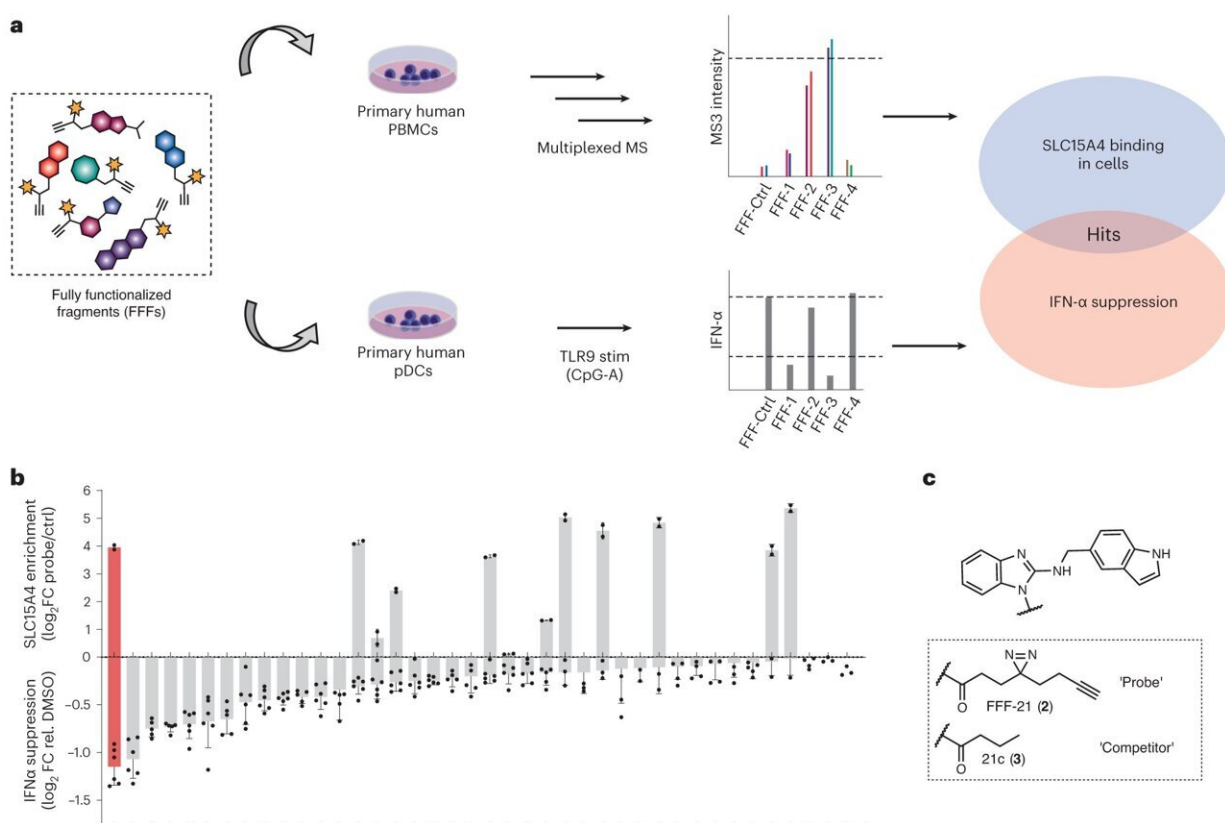 a
Fully functionalized
fragments (FFFs)
Primary human
PBMCs
Multiplexed MS
MS3 intensity
FFF-Ctrl
FFF-1
FFF-2
FFF-3
FFF-4
Primary human
pDCs
TLR9 stim
(CpG-A)
IFN-α
FFF-Ctrl
FFF-1
FFF-2
FFF-3
FFF-4
SLC15A4 binding
in cells
Hits
IFN-α suppression
b
SLC15A4 enrichment
(log₂FC probe/ctrl)
6
5
4
2
1
0
IFNα suppression
(log₂ FC rel. DMSO)
-0.5
-1.0
-1.5
c
N
N
NH
NH
N=N
O
FFF-21 (2)
'Probe'
O
21c (3)
'Competitor'